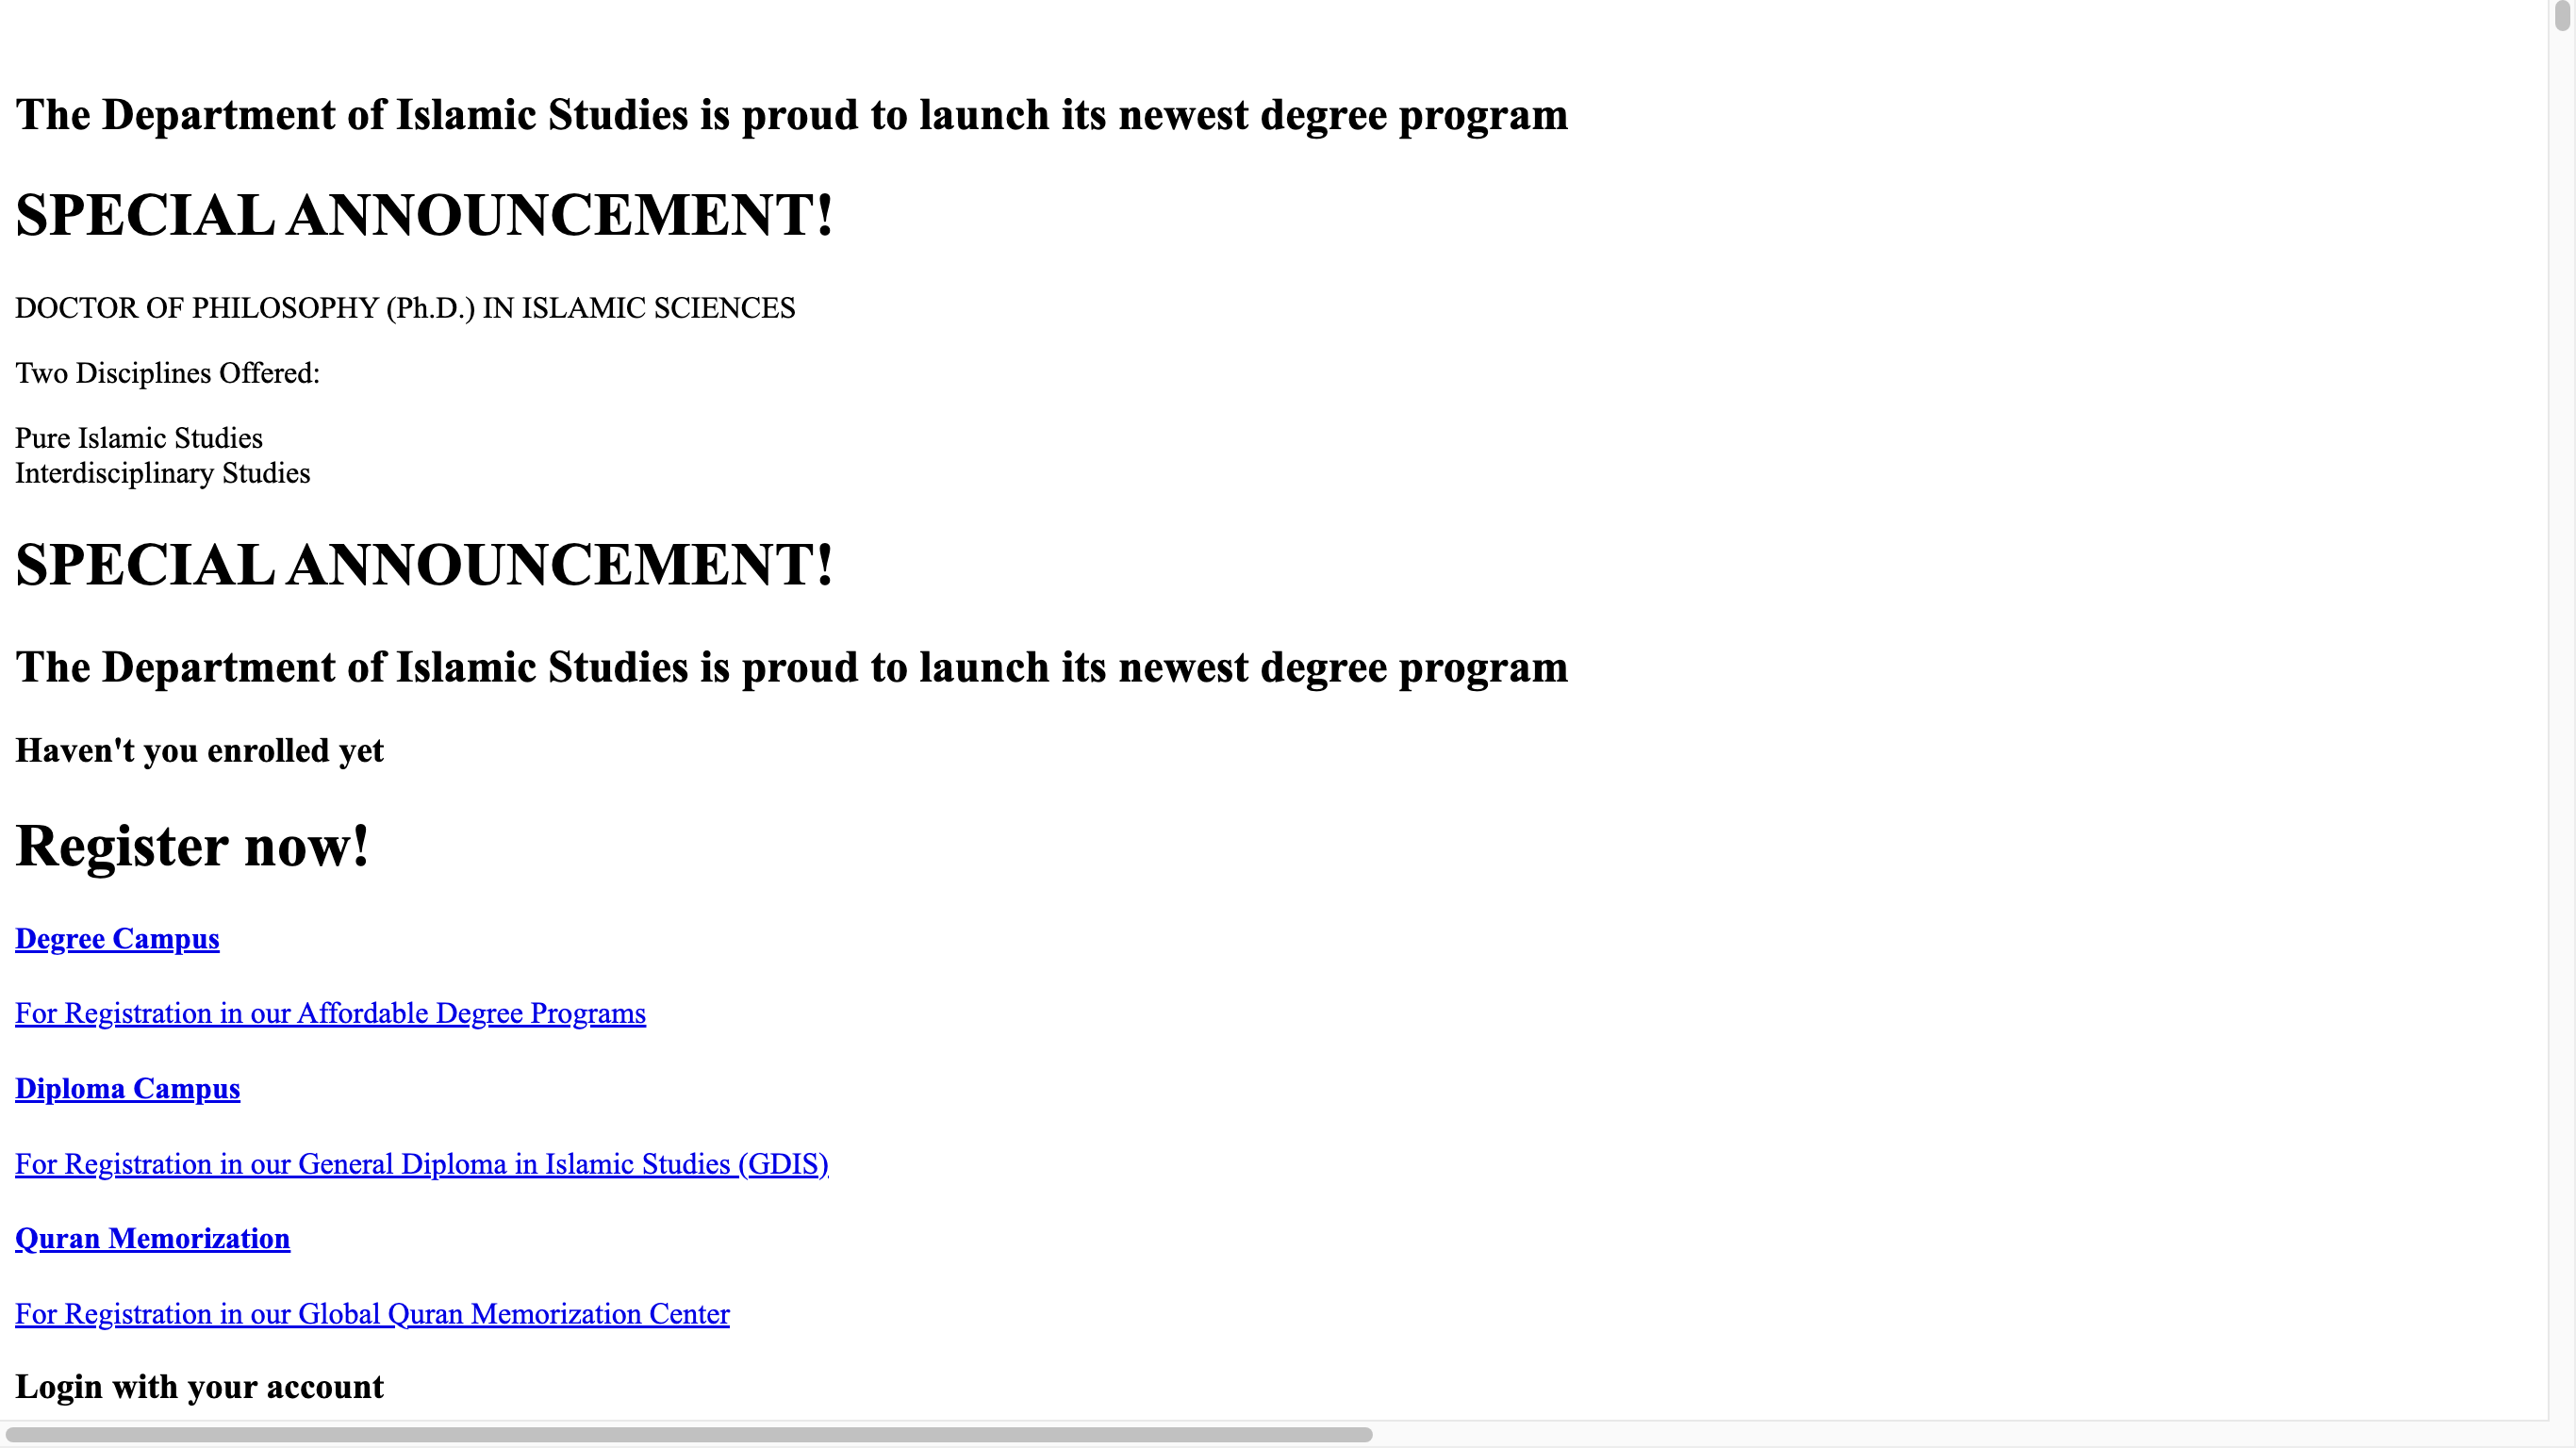 The Department of Islamic Studies is proud to launch its newest degree program
SPECIAL ANNOUNCEMENT!
DOCTOR OF PHILOSOPHY (Ph.D.) IN ISLAMIC SCIENCES
Two Disciplines Offered:
Pure Islamic Studies
Interdisciplinary Studies
SPECIAL ANNOUNCEMENT!
The Department of Islamic Studies is proud to launch its newest degree program
Haven't you enrolled yet
Register now!
Degree Campus
For Registration in our Affordable Degree Programs
Diploma Campus
For Registration in our General Diploma in Islamic Studies (GDIS)
Quran Memorization
For Registration in our Global Quran Memorization Center
Login with your account